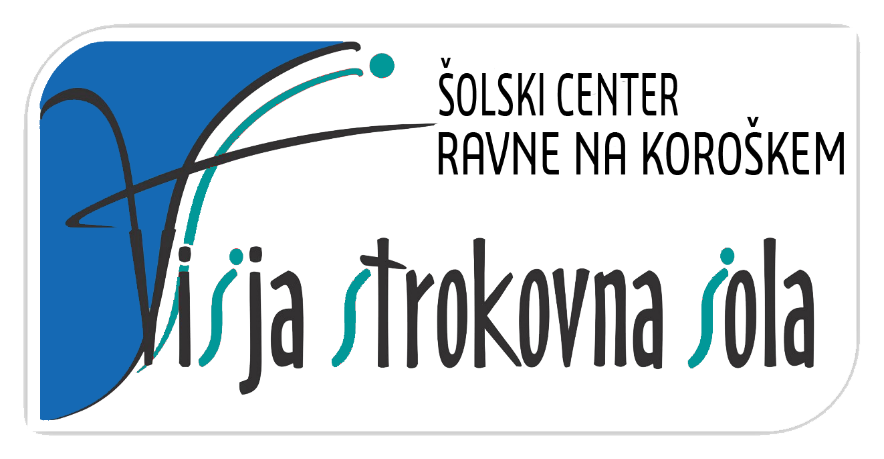 ŠOLSKI CENTER
RAVNE NA KOROŠKEM
Višja strokovna šola